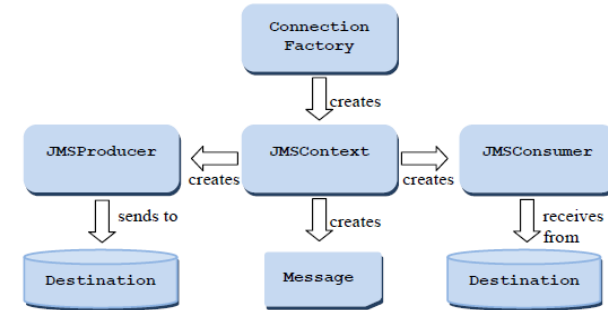 Connection
Factory
creates
JMSProducer
creates
JMSContext
creates
JMSConsumer
sends to
creates
receives
from
Destination
Message
Destination